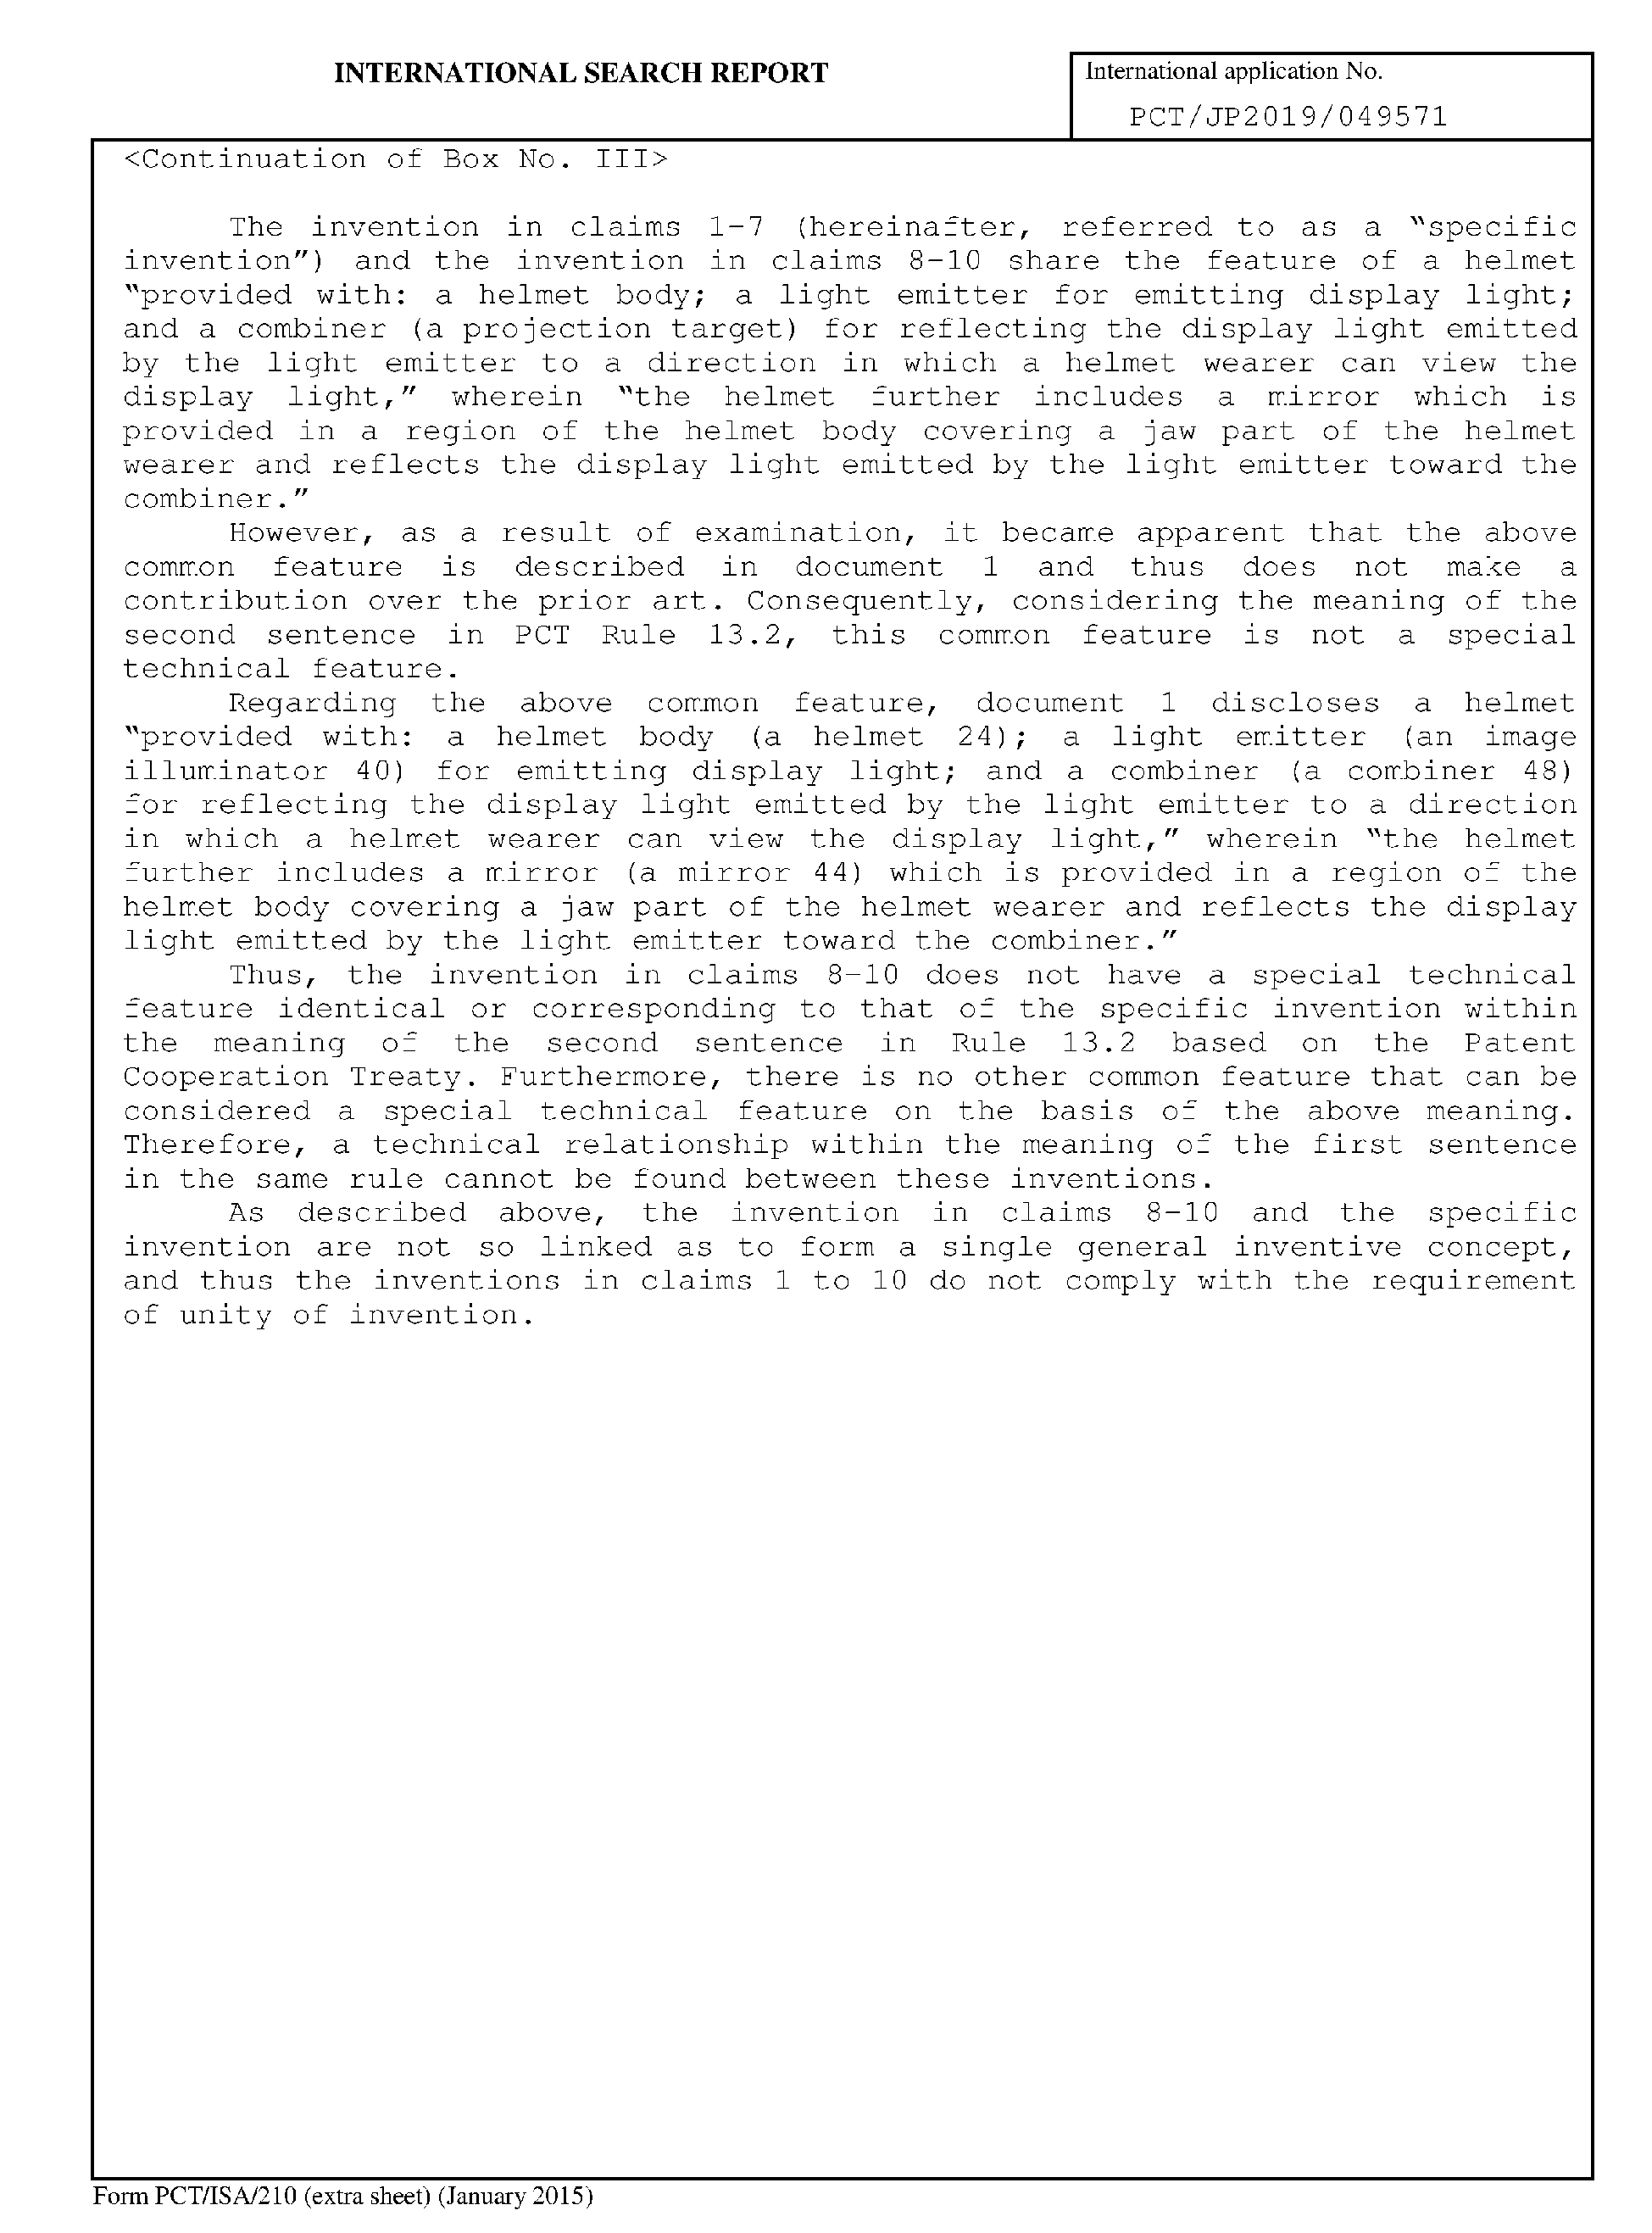 INTERNATIONAL SEARCH REPORT
International application No.
PCT/JP2019/049571
<Continuation of Box No. III>
The invention in claims 1-7 (hereinafter, referred to as a “specific
invention”) and the invention in claims 8-10 share the feature of a helmet
“provided with: a helmet body; a light emitter for emitting display light;
and a combiner (a projection target) for reflecting the display light emitted
by the light emitter to a direction in which a helmet wearer can view the
display light,” wherein “the helmet further includes a mirror which is
provided in a region of the helmet body covering a jaw part of the helmet
wearer and reflects the display light emitted by the light emitter toward the
combiner.”
However, as a result of examination, it became apparent that the above
common feature is described in document 1 and thus does not make a
contribution over the prior art. Consequently, considering the meaning of the
second sentence in PCT Rule 13.2, this common feature is not a special
technical feature.
Regarding the above common feature, document 1 discloses a helmet
“provided with: a helmet body (a helmet 24); a light emitter (an image
illuminator 40) for emitting display light; and a combiner (a combiner 48)
for reflecting the display light emitted by the light emitter to a direction
in which a helmet wearer can view the display light,” wherein “the helmet
further includes a mirror (a mirror 44) which is provided in a region of the
helmet body covering a jaw part of the helmet wearer and reflects the display
light emitted by the light emitter toward the combiner.”
Thus, the invention in claims 8-10 does not have a special technical
feature identical or corresponding to that of the specific invention within
the meaning of the second sentence in Rule 13.2 based on the Patent
Cooperation Treaty. Furthermore, there is no other common feature that can be
considered a special technical feature on the basis of the above meaning.
Therefore, a technical relationship within the meaning of the first sentence
in the same rule cannot be found between these inventions.
As described above, the invention in claims 8-10 and the specific
invention are not so linked as to form a single general inventive concept,
and thus the inventions in claims 1 to 10 do not comply with the requirement
of unity of invention.
Form PCT/ISA/210 (extra sheet) (January 2015)